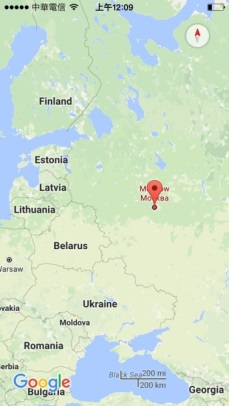 中華電信 上午12:09
Finland
Estonia
Latvia
Moscow
Москва
Lithuania
Belarus
Warsaw
Ukraine
Moldova
Romania
Black Sea
200 mi
200 km
Google
Bulgaria
Georgia